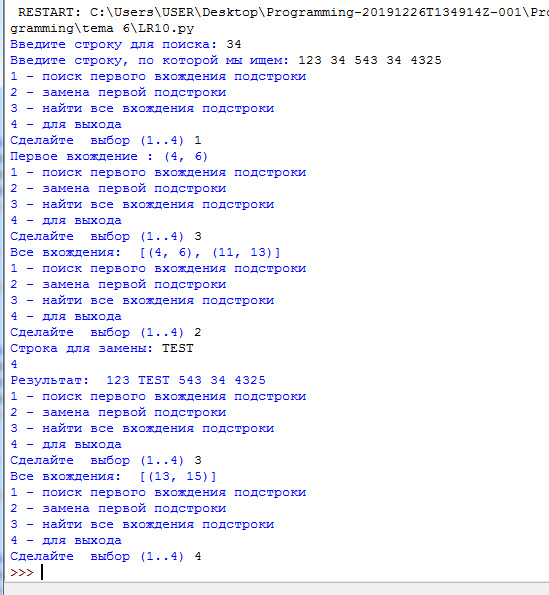 RESTART: C:\Users\USER\Desktop\Programming-20191226T134914Z-001\Pro
gramming\tema 6\LR10.py
Введите строку для поиска: 34
Введите строку, по которой мы ищем: 123 34 543 34 4325
1 - поиск первого вхождения подстроки
2 - замена первой подстроки
3 - найти все вхождения подстроки
4 - для выхода
Сделайте  выбор (1..4) 1
Первое вхождение : (4, 6)
1 - поиск первого вхождения подстроки
2 - замена первой подстроки
3 - найти все вхождения подстроки
4 - для выхода
Сделайте  выбор (1..4) 3
Все вхождения:  [(4, 6), (11, 13)]
1 - поиск первого вхождения подстроки
2 - замена первой подстроки
3 - найти все вхождения подстроки
4 - для выхода
Сделайте  выбор (1..4) 2
Строка для замены: TEST
4
Результат:  123 TEST 543 34 4325
1 - поиск первого вхождения подстроки
2 - замена первой подстроки
3 - найти все вхождения подстроки
4 - для выхода
Сделайте  выбор (1..4) 3
Все вхождения:  [(13, 15)]
1 - поиск первого вхождения подстроки
2 - замена первой подстроки
3 - найти все вхождения подстроки
4 - для выхода
Сделайте  выбор (1..4) 4
>>>